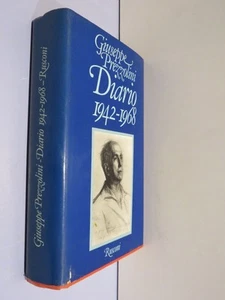 Giuseppe
Prezzolini
Diario
1942-1968
Rusconi
Giuseppe Prezzolini Diario 1942-1968 - Rusconi